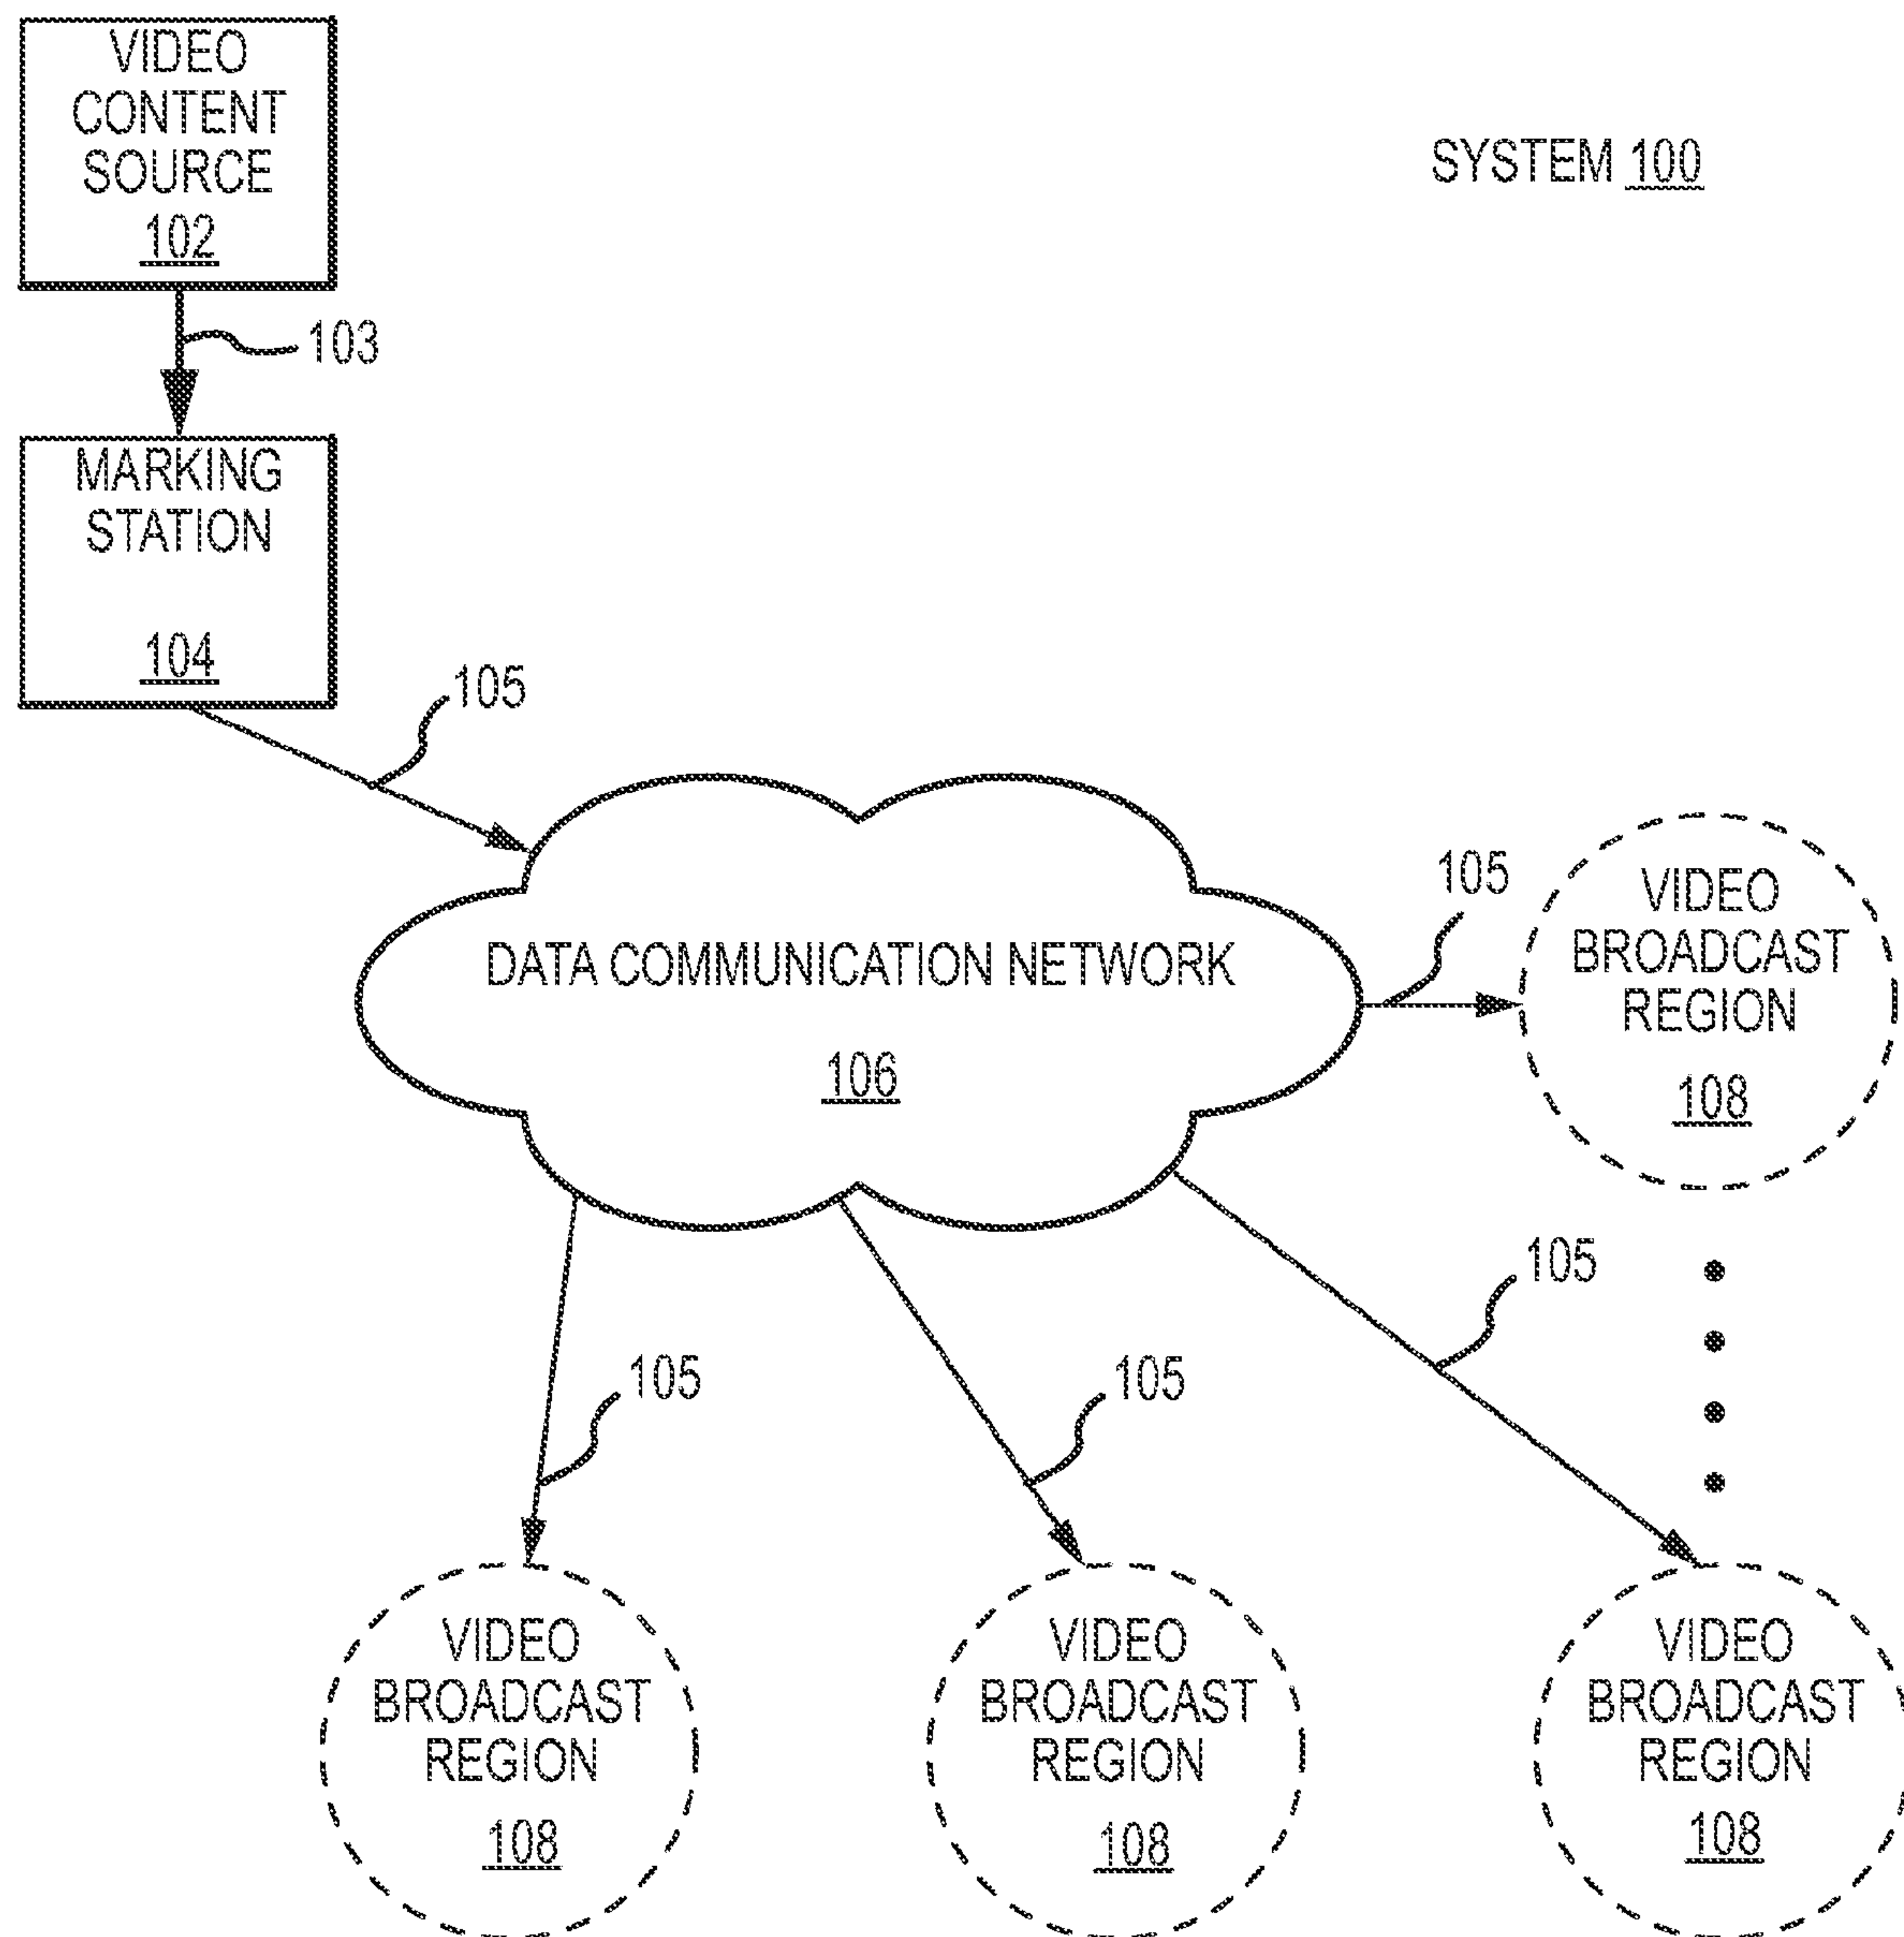 VIDEO
CONTENT
SOURCE
102
SYSTEM 100
103
MARKING
STATION
104
105
DATA COMMUNICATION NETWORK
106
105
VIDEO
BROADCAST
REGION
108
105
105
105
VIDEO
BROADCAST
REGION
108
VIDEO
BROADCAST
REGION
108
VIDEO
BROADCAST
REGION
108